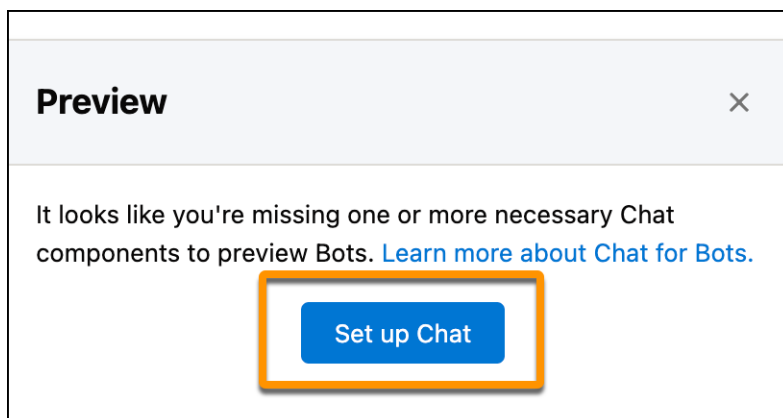 Preview
It looks like you're missing one or more necessary Chat
components to preview Bots. Learn more about Chat for Bots.
Set up Chat